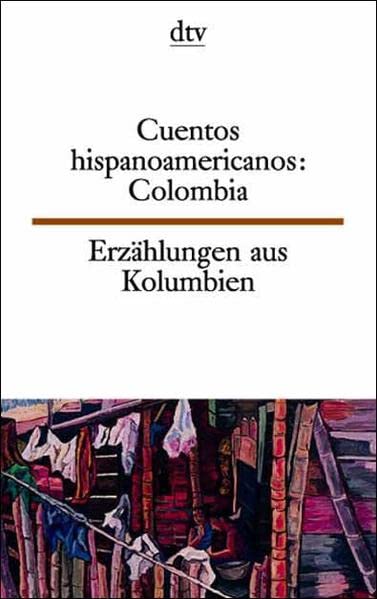 dtv
Cuentos
hispanoamericanos:
Colombia
Erzählungen aus
Kolumbien